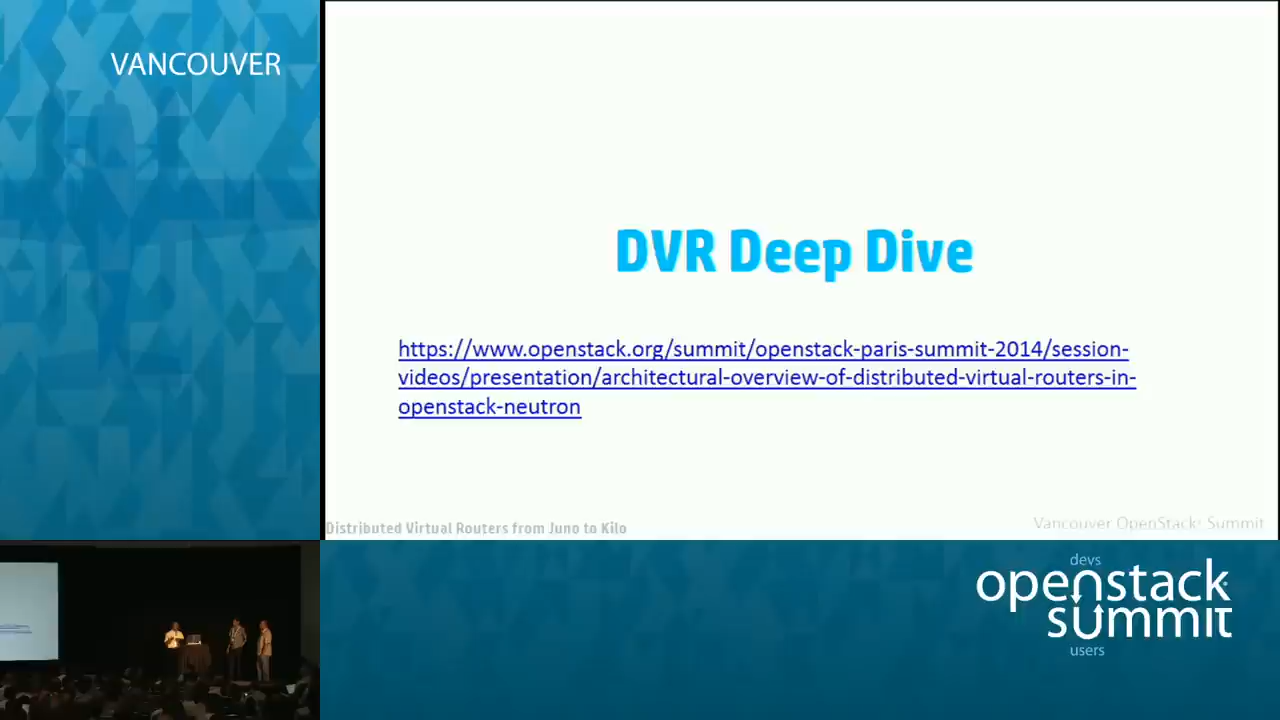 VANCOUVER
DVR Deep Dive
https://www.openstack.org/summit/openstack-paris-summit-2014/session-
videos/presentation/architectural-overview-of-distributed-virtual-routers-in-
openstack-neutron
Distributed Virtual Routers from Juno to Kilo
Vancouver OpenStack Summit
devs
openstack
summit
users